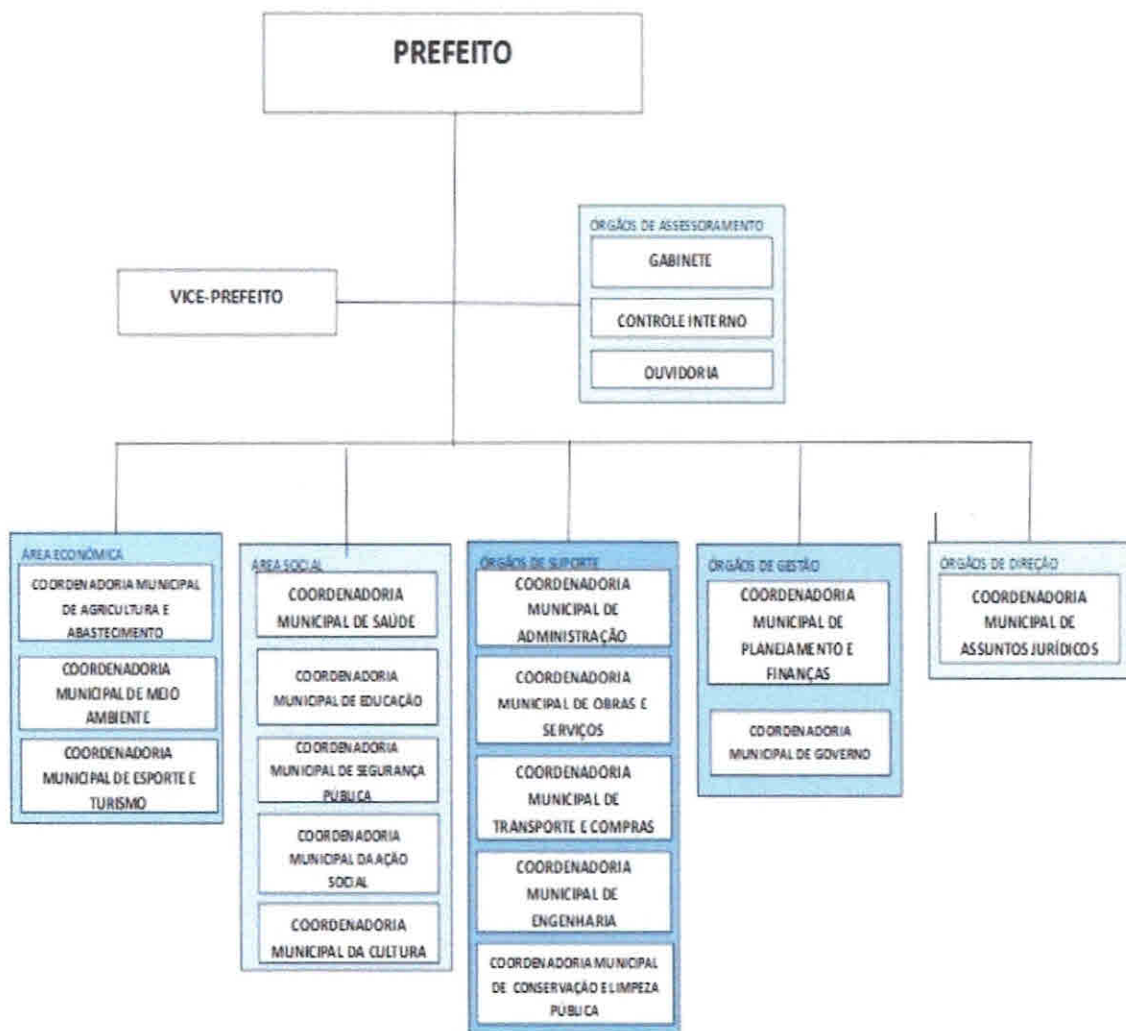 PREFEITO
ÓRGÃOS DE ASSESSORAMENTO
GABINETE
CONTROLE INTERNO
OUVIDORIA
VICE-PREFEITO
ÁREA ECONÔMICA
COORDENADORIA MUNICIPAL
DE AGRICULTURA E
ABASTECIMENTO
COORDENADORIA
MUNICIPAL DE MEIO
AMBIENTE
COORDENADORIA
MUNICIPAL DE ESPORTE E
TURISMO
ÁREA SOCIAL
COORDENADORIA
MUNICIPAL DE SAÚDE
COORDENADORIA
MUNICIPAL DE EDUCAÇÃO
COORDENADORIA
MUNICIPAL DE SEGURANÇA
PÚBLICA
COORDENADORIA
MUNICIPAL DA AÇÃO
SOCIAL
COORDENADORIA
MUNICIPAL DA CULTURA
ÓRGÃOS DE SUPORTE
COORDENADORIA
MUNICIPAL DE
ADMINISTRAÇÃO
COORDENADORIA
MUNICIPAL DE OBRAS E
SERVIÇOS
COORDENADORIA
MUNICIPAL DE
TRANSPORTE E COMPRAS
COORDENADORIA
MUNICIPAL DE
ENGENHARIA
COORDENADORIA MUNICIPAL
DE CONSERVAÇÃO E LIMPEZA
PÚBLICA
ÓRGÃOS DE GESTÃO
COORDENADORIA
MUNICIPAL DE
PLANEJAMENTO E
FINANÇAS
COORDENADORIA
MUNICIPAL DE GOVERNO
ÓRGÃOS DE DIREÇÃO
COORDENADORIA
MUNICIPAL DE
ASSUNTOS JURÍDICOS